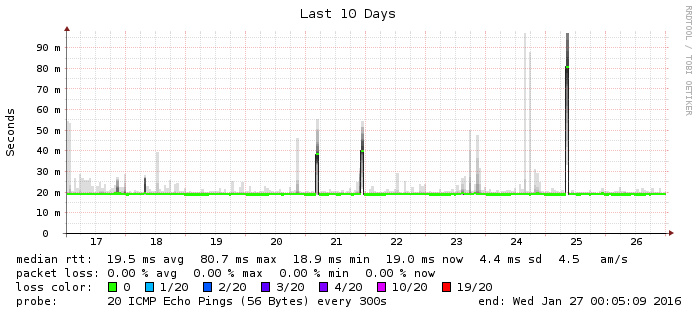 Last 10 Days
RRDTOOL / TOBI OETIKER
Seconds
90 m
80 m
70 m
60 m
50 m
40 m
30 m
20 m
10 m
0
17 18 19 20 21 22 23 24 25 26
median rtt: 19.5 ms avg 80.7 ms max 18.9 ms min 19.0 ms now 4.4 ms sd 4.5 am/s
packet loss: 0.00 % avg 0.00 % max 0.00 % min 0.00 % now
loss color: 0 1/20 2/20 3/20 4/20 10/20 19/20
probe: 20 ICMP Echo Pings (56 Bytes) every 300s end: Wed Jan 27 00:05:09 2016